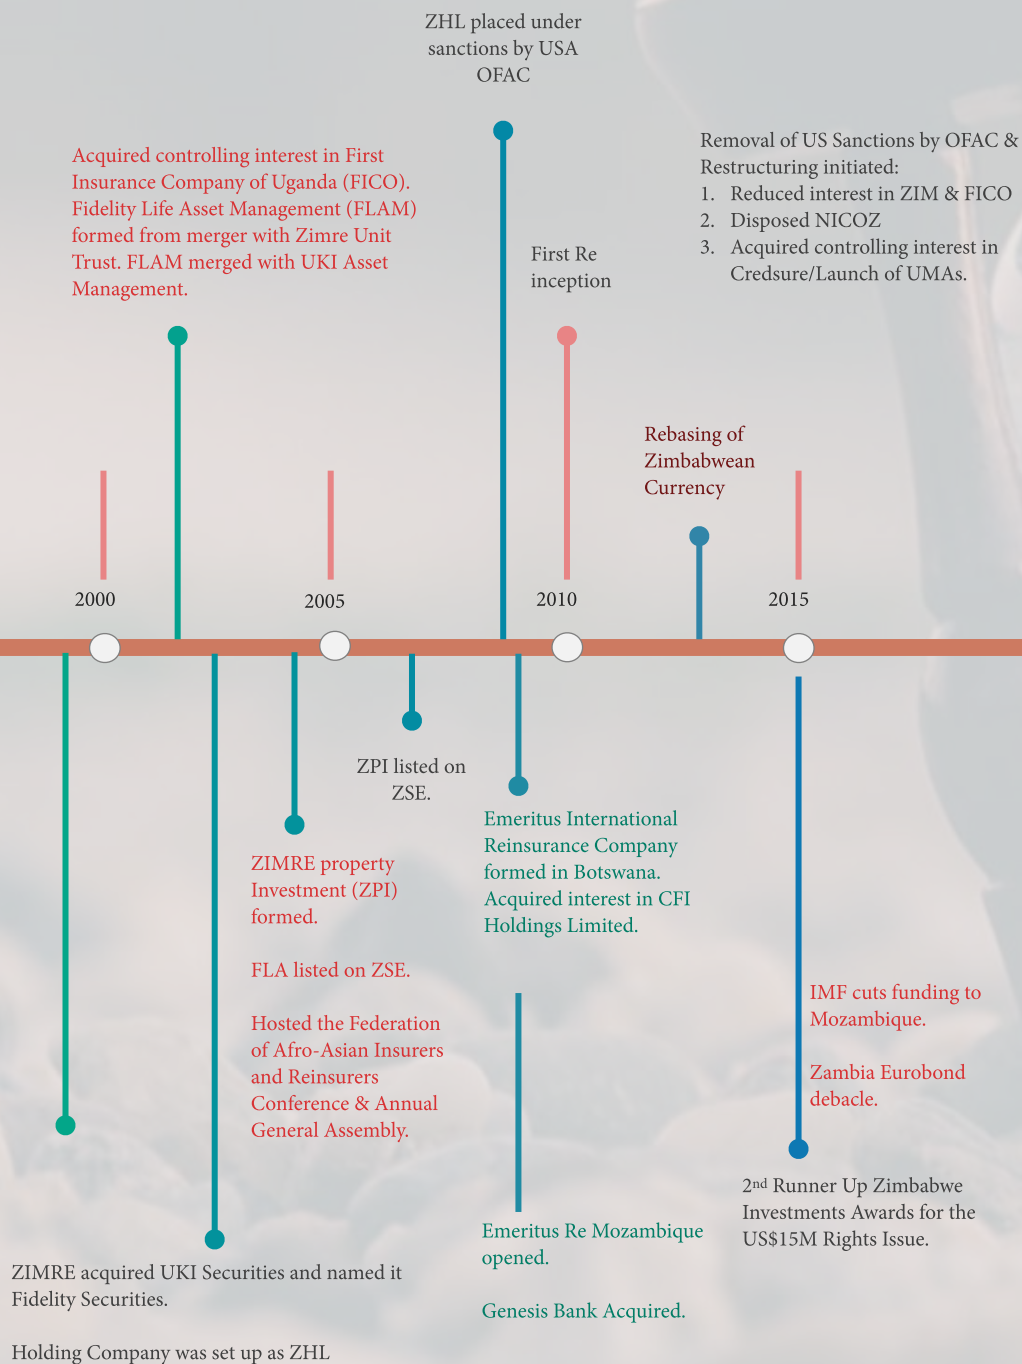 ZHL placed under
sanctions by USA
OFAC
Acquired controlling interest in First
Insurance Company of Uganda (FICO).
Fidelity Life Asset Management (FLAM)
formed from merger with Zimre Unit
Trust. FLAM merged with UKI Asset
Management.
Removal of US Sanctions by OFAC &
Restructuring initiated:
1. Reduced interest in ZIM & FICO
2. Disposed NICOZ
3. Acquired controlling interest in
Credsure/Launch of UMAs.
First Re
inception
Rebasing of
Zimbabwean
Currency
2000
2005
2010
2015
ZPI listed on
ZSE.
Emeritus International
Reinsurance Company
formed in Botswana.
Acquired interest in CFI
Holdings Limited.
ZIMRE property
Investment (ZPI)
formed.
FLA listed on ZSE.
Hosted the Federation
of Afro-Asian Insurers
and Reinsurers
Conference & Annual
General Assembly.
IMF cuts funding to
Mozambique.
Zambia Eurobond
debacle.
2nd Runner Up Zimbabwe
Investments Awards for the
US$15M Rights Issue.
Emeritus Re Mozambique
opened.
Genesis Bank Acquired.
ZIMRE acquired UKI Securities and named it
Fidelity Securities.
Holding Company was set up as ZHL